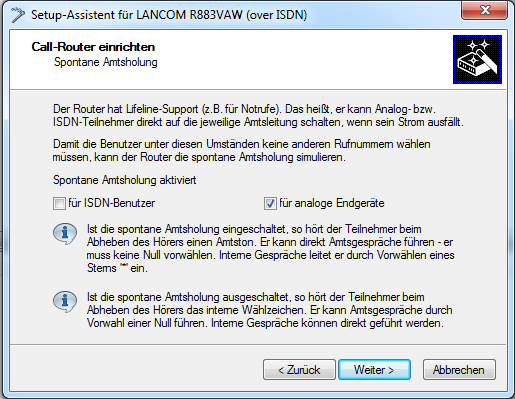 Setup-Assistent für LANCOM R883VAW (over ISDN)
Call-Router einrichten
Spontane Amtsholung
Der Router hat Lifeline-Support (z.B. für Notrufe). Das heißt, er kann Analog- bzw.
ISDN-Teilnehmer direkt auf die jeweilige Amtsleitung schalten, wenn sein Strom ausfällt.
Damit die Benutzer unter diesen Umständen keine anderen Rufnummern wählen
müssen, kann der Router die spontane Amtsholung simulieren.
Spontane Amtsholung aktiviert
für ISDN-Benutzer
für analoge Endgeräte
Ist die spontane Amtsholung eingeschaltet, so hört der Teilnehmer beim
Abheben des Hörers einen Amtston. Er kann direkt Amtsgespräche führen - er
muss keine Null vorwählen. Interne Gespräche leitet er durch Vorwählen eines
Sterns '*' ein.
Ist die spontane Amtsholung ausgeschaltet, so hört der Teilnehmer beim
Abheben des Hörers das interne Wählzeichen. Er kann Amtsgespräche durch
Vorwahl einer Null führen. Interne Gespräche können direkt geführt werden.
< Zurück
Weiter >
Abbrechen